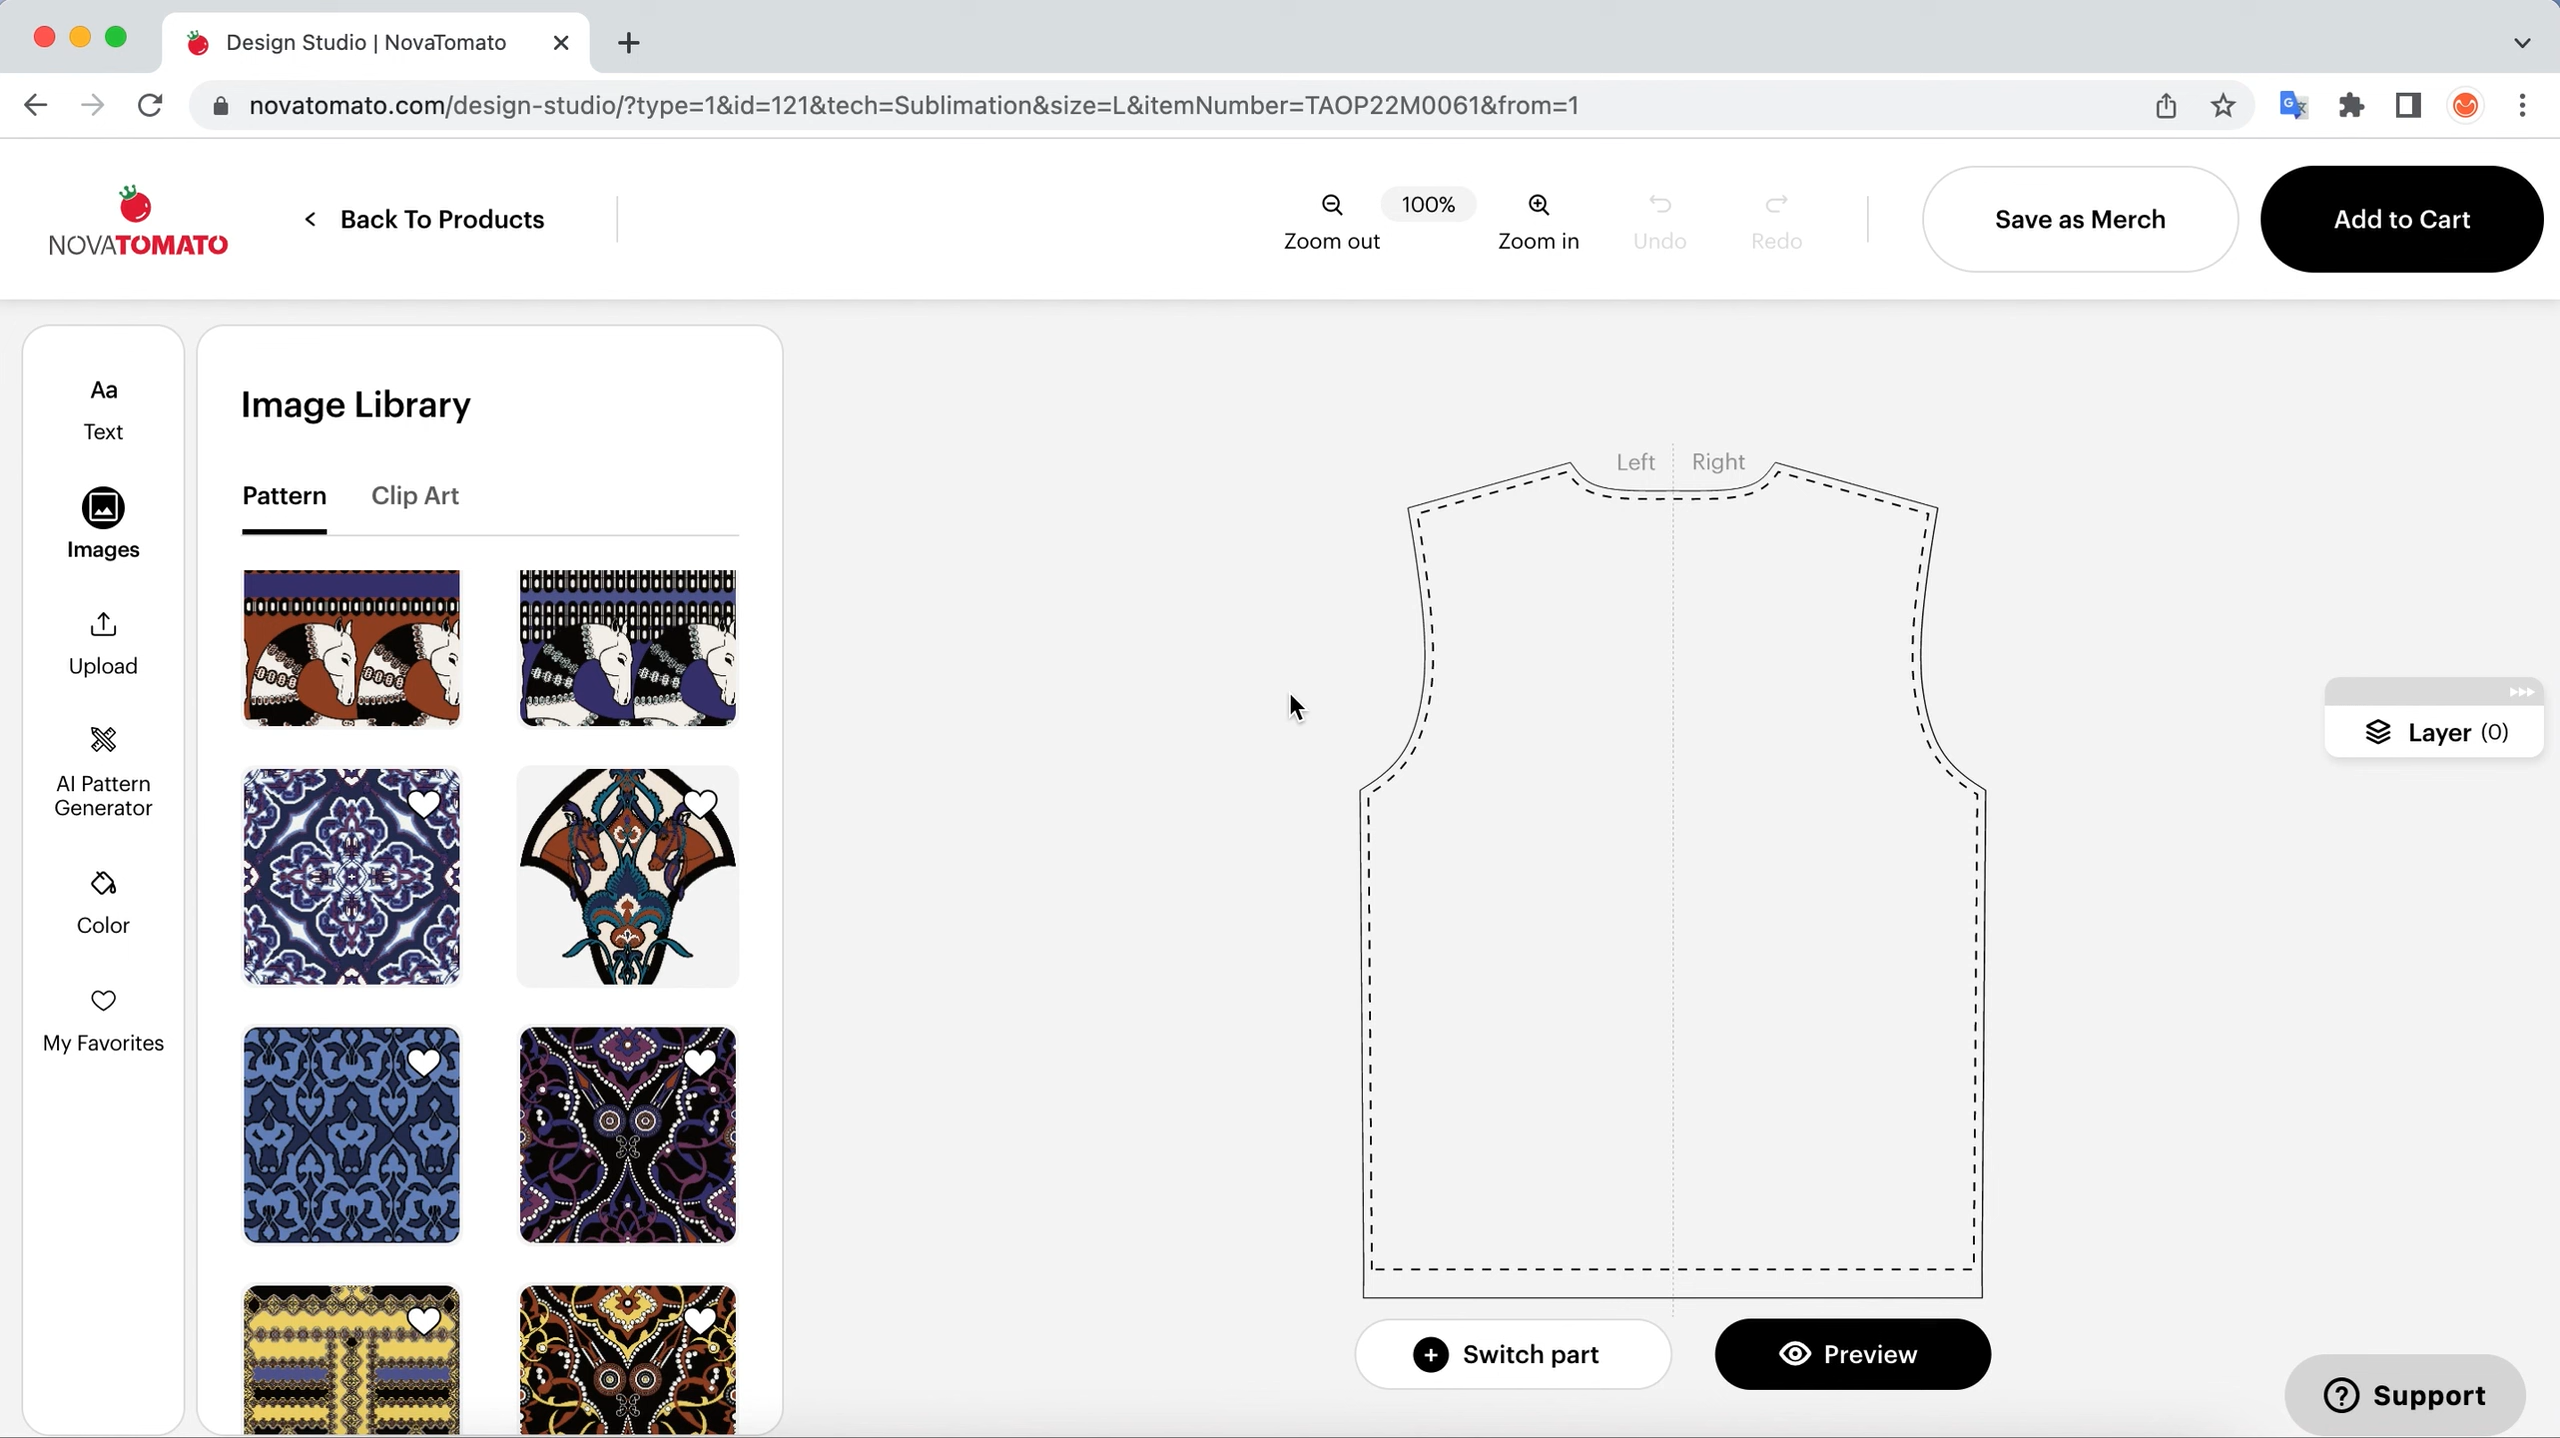 Design Studio | NovaTomato
novatomato.com/design-studio/?type=1&id=121&tech=Sublimation&size=L&itemNumber=TAOP22M0061&from=1
NOVATOMATO
Back To Products
100%
Zoom out
Zoom in
Undo
Redo
Save as Merch
Add to Cart
Aa
Text
Images
Upload
AI Pattern
Generator
Color
My Favorites
Image Library
Pattern
Clip Art
Left
Right
Layer (0)
Switch part
Preview
Support